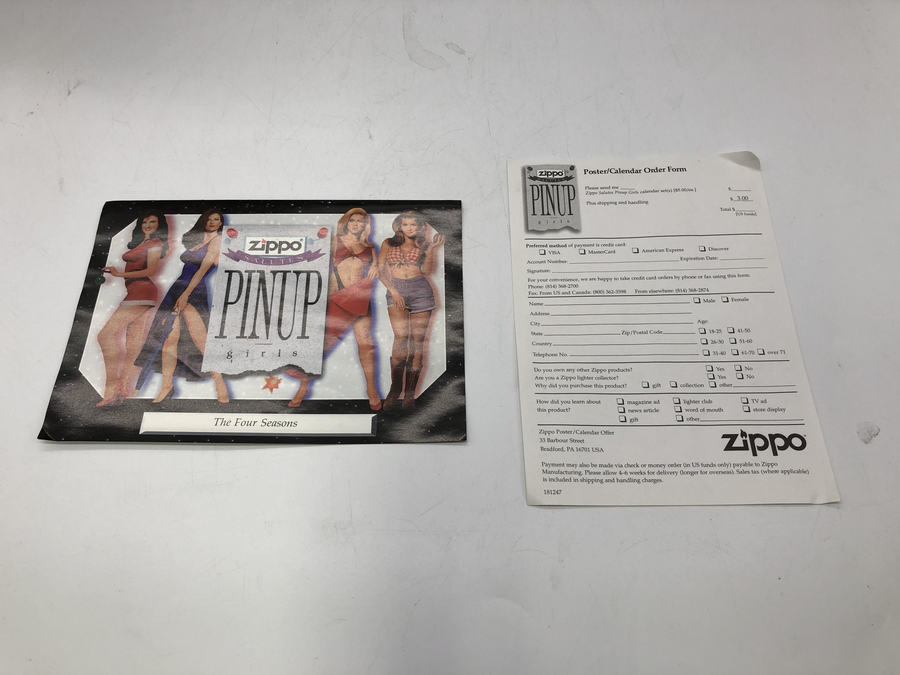 Zippo
SALUTES
PINUP
girls
The Four Seasons
zippo
SALUTES
PINUP
girls
Poster/Calendar Order Form
Please send me ______
Zippo Salutes Pinup Girls calendar set(s) [$5.00/ea.] $______
Plus shipping and handling $ 3.00
Total $______
[US funds]
Preferred method of payment is credit card:
VISA MasterCard American Express Discover
Account Number: Expiration Date:
Signature:
For your convenience, we are happy to take credit card orders by phone or fax using this form.
Phone: (814) 368-2700
Fax: From US and Canada: (800) 362-3598 From elsewhere: (814) 368-2874
Name Male Female
Address
City Age:
State Zip/Postal Code 18-25 41-50
Country 26-30 51-60
Telephone No. 31-40 61-70 over 71
Do you own any other Zippo products? Yes No
Are you a Zippo lighter collector? Yes No
Why did you purchase this product? gift collection other
How did you learn about magazine ad lighter club TV ad
this product? news article word of mouth store display
gift other
Zippo Poster/Calendar Offer
33 Barbour Street
Bradford, PA 16701 USA
zippo
Payment may also be made via check or money order (in US funds only) payable to Zippo
Manufacturing. Please allow 4-6 weeks for delivery (longer for overseas). Sales tax (where applicable)
is included in shipping and handling charges.
181247